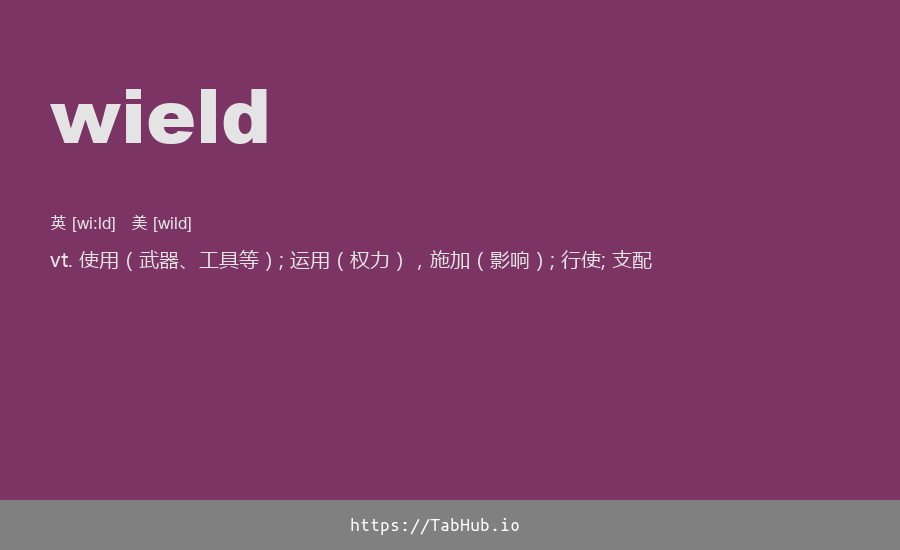 wield
英 [wi:ld] 美 [wild]
vt. 使用（武器、工具等）; 运用（权力），施加（影响）; 行使; 支配
https://TabHub.io